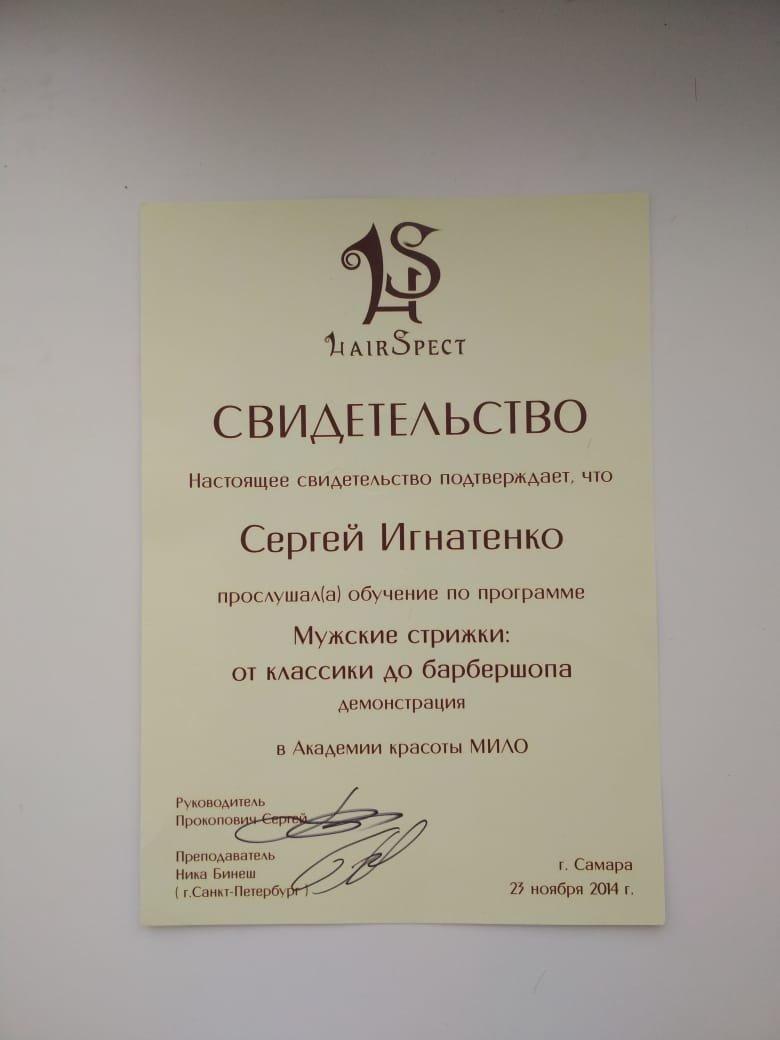 HS
HairSpect
СВИДЕТЕЛЬСТВО
Настоящее свидетельство подтверждает, что
Сергей Игнатенко
прослушал(а) обучение по программе
Мужские стрижки:
от классики до барбершопа
демонстрация
в Академии красоты МИЛО
Руководитель
Прокопович Сергей
Преподаватель
Ника Бинеш
( г.Санкт-Петербург )
г. Самара
23 ноября 2014 г.